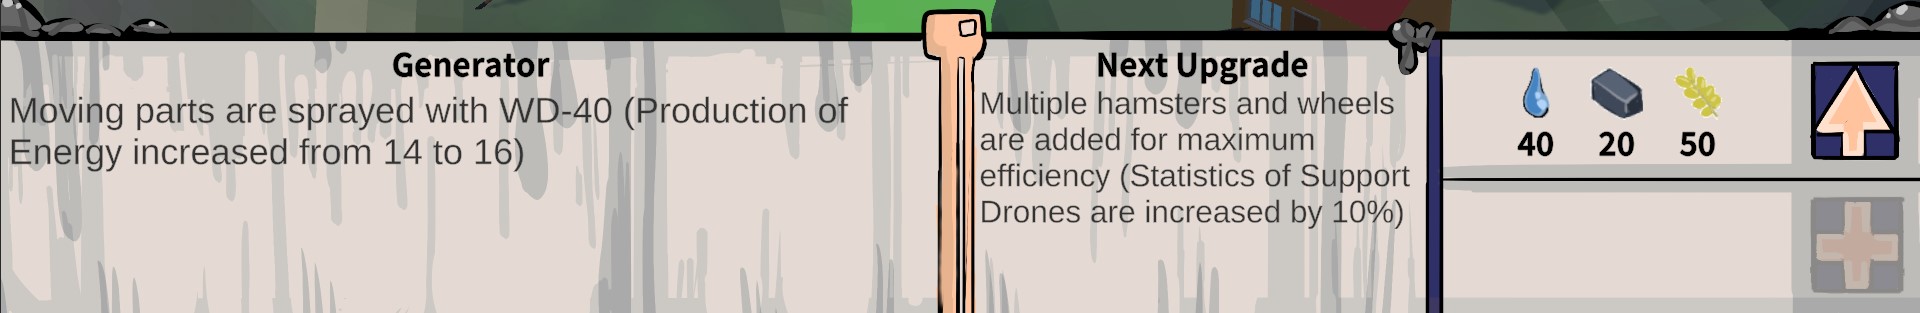 Generator
Moving parts are sprayed with WD-40 (Production of
Energy increased from 14 to 16)
Next Upgrade
Multiple hamsters and wheels
are added for maximum
efficiency (Statistics of Support
Drones are increased by 10%)
40 20 50